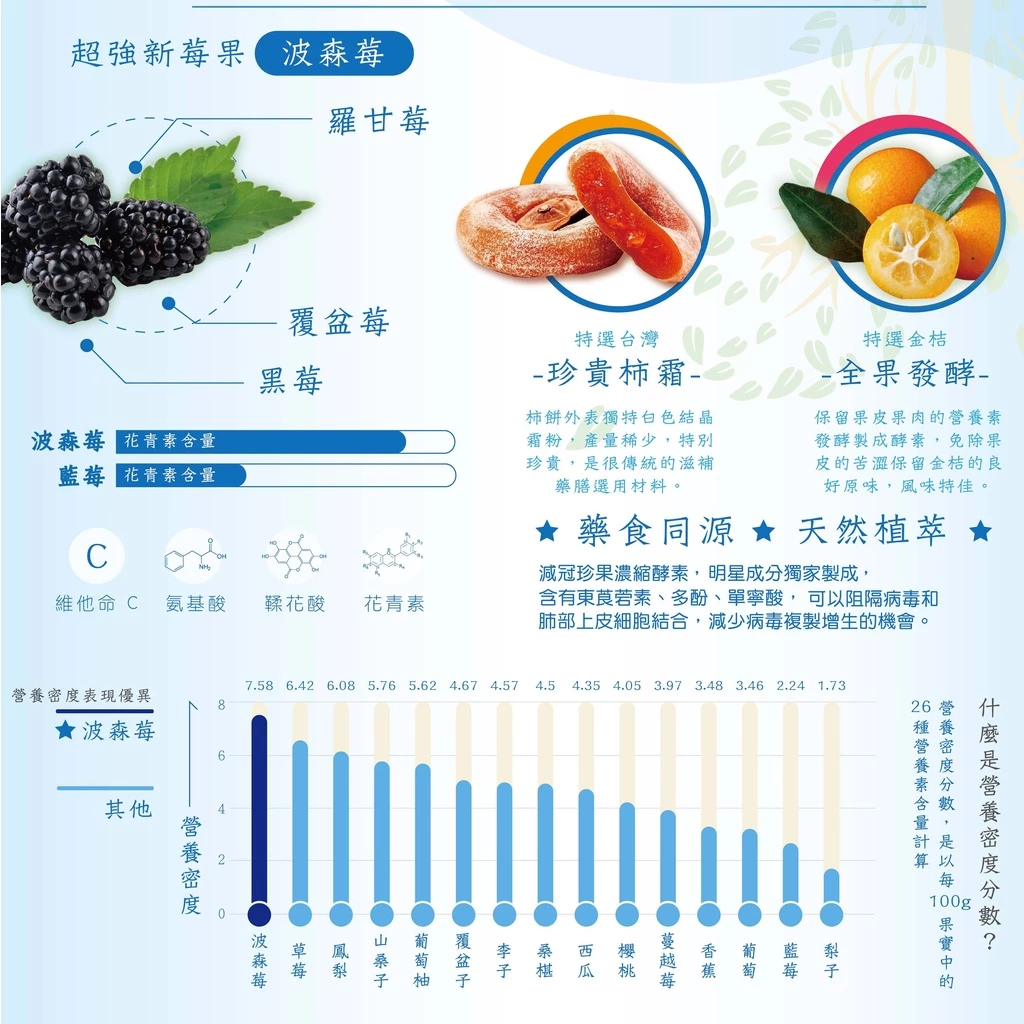 超強新莓果 波森莓
羅甘莓
覆盆莓
黑莓
波森莓 花青素含量
藍莓 花青素含量
C
維他命 C
氨基酸
鞣花酸
花青素
特選台灣
-珍貴柿霜-
柿餅外表獨特白色結晶
霜粉,產量稀少,特別
珍貴,是很傳統的滋補
藥膳選用材料。
特選金桔
-全果發酵-
保留果皮果肉的營養素
發酵製成酵素,免除果
皮的苦澀保留金桔的良
好原味,風味特佳。
★ 藥食同源 ★ 天然植萃 ★
減冠珍果濃縮酵素,明星成分獨家製成,
含有東莨菪素、多酚、單寧酸,可以阻隔病毒和
肺部上皮細胞結合,減少病毒複製增生的機會。
營養密度表現優異
★波森莓
其他
營養密度
7.58 6.42 6.08 5.76 5.62 4.67 4.57 4.5 4.35 4.05 3.97 3.48 3.46 2.24 1.73
8
6
4
2
0
波森莓
草莓
鳳梨
山桑子
葡萄柚
覆盆子
李子
桑椹
西瓜
櫻桃
蔓越莓
香蕉
葡萄
藍莓
梨子
什麼是營養密度分數?
營養密度分數,是以每100g果實中的
26種營養素含量計算